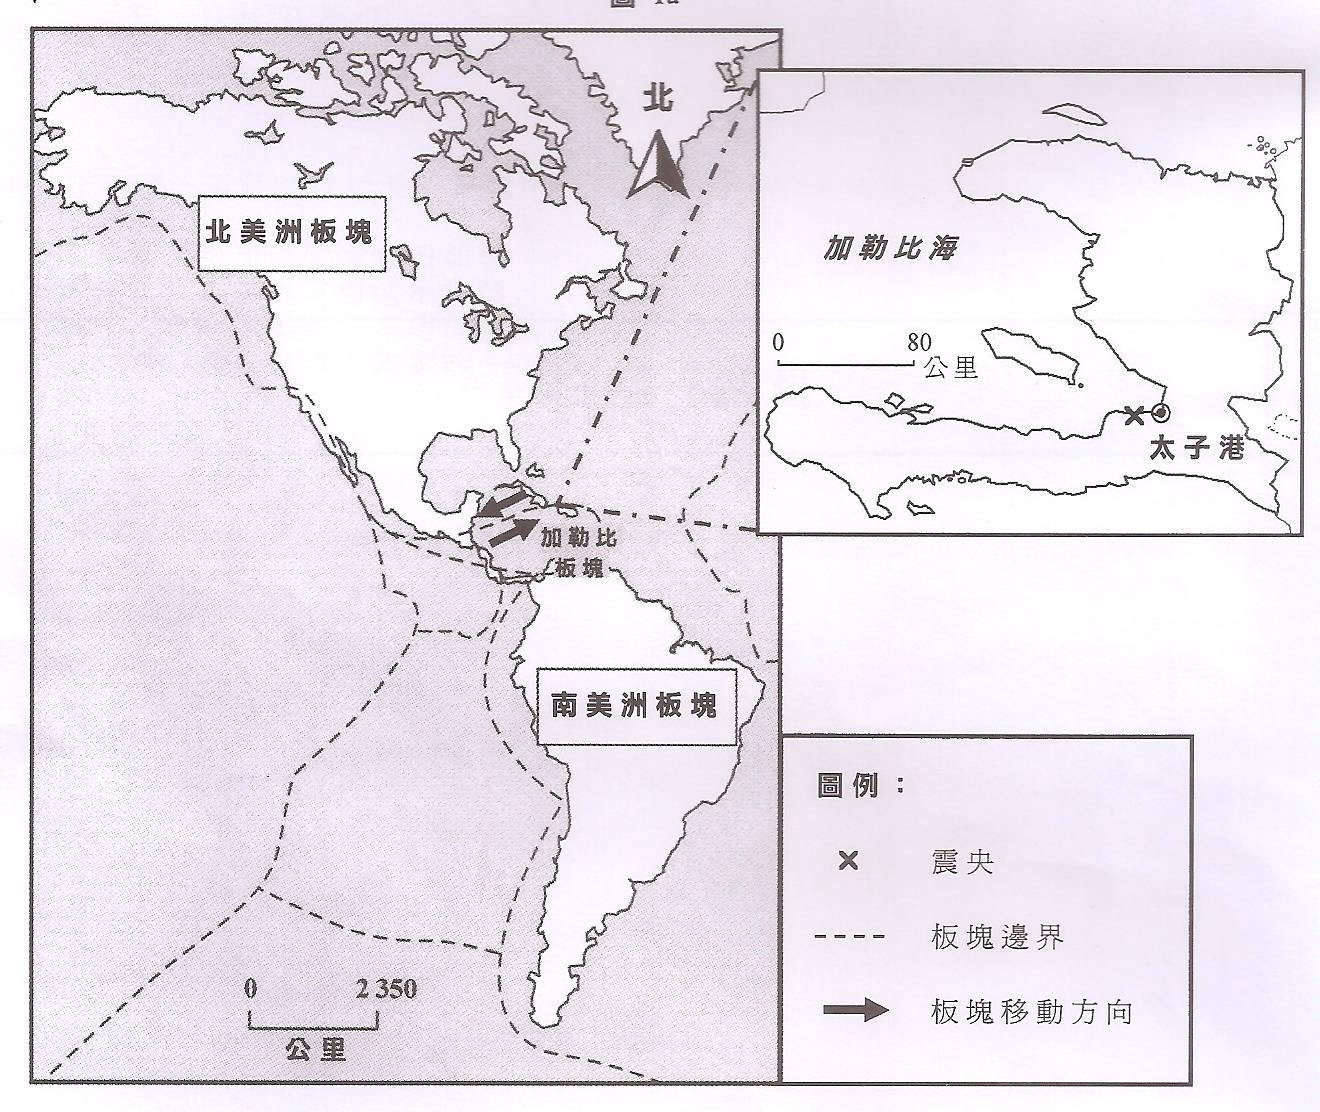 北
北美洲板塊
加勒比海
0 80
公里
太子港
加勒比
板塊
南美洲板塊
圖例：
震央
板塊邊界
板塊移動方向
0 2 350
公里